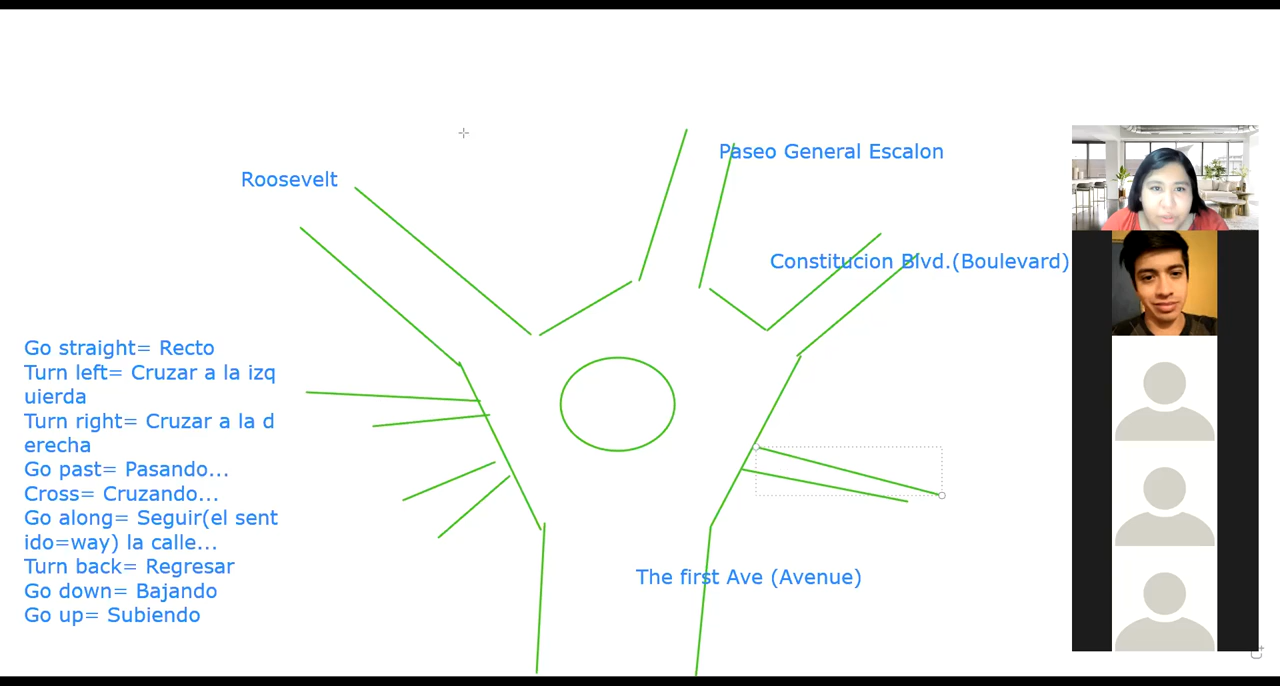 Paseo General Escalon
Roosevelt
Constitucion Blvd.(Boulevard)
Go straight= Recto
Turn left= Cruzar a la izq
uierda
Turn right= Cruzar a la d
erecha
Go past= Pasando...
Cross= Cruzando...
Go along= Seguir(el sent
ido=way) la calle...
Turn back= Regresar
Go down= Bajando
Go up= Subiendo
The first Ave (Avenue)